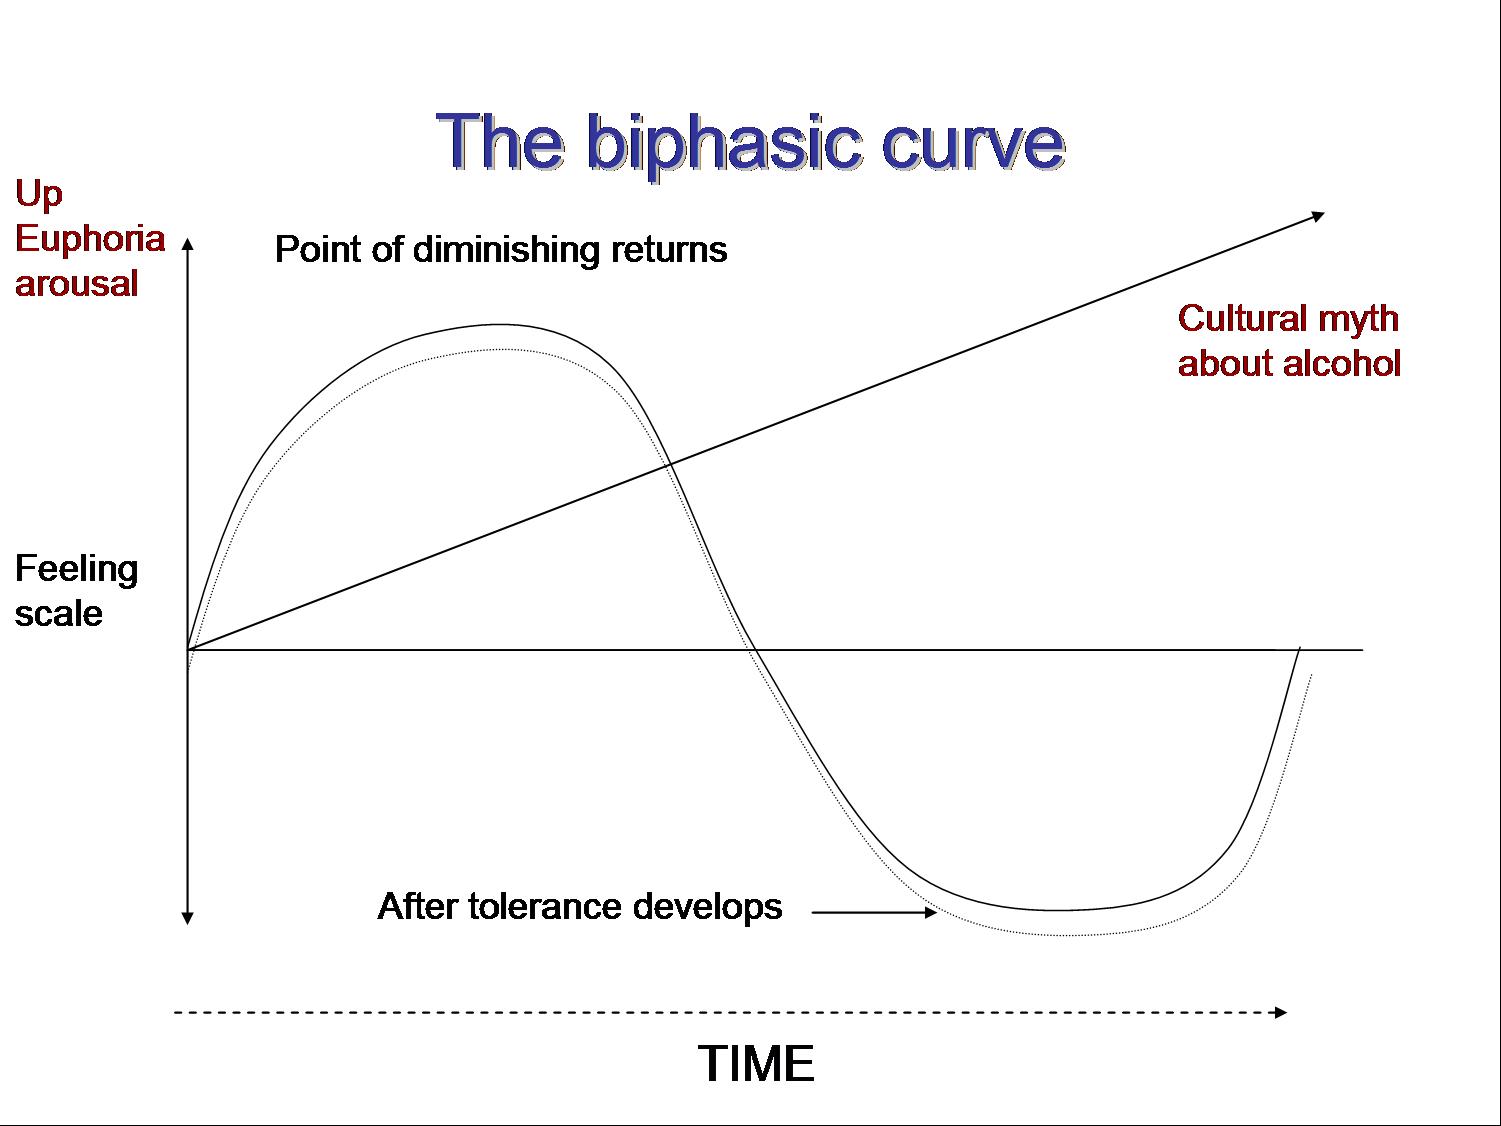 The biphasic curve
Up
Euphoria
arousal
Point of diminishing returns
Cultural myth
about alcohol
Feeling
scale
After tolerance develops
TIME